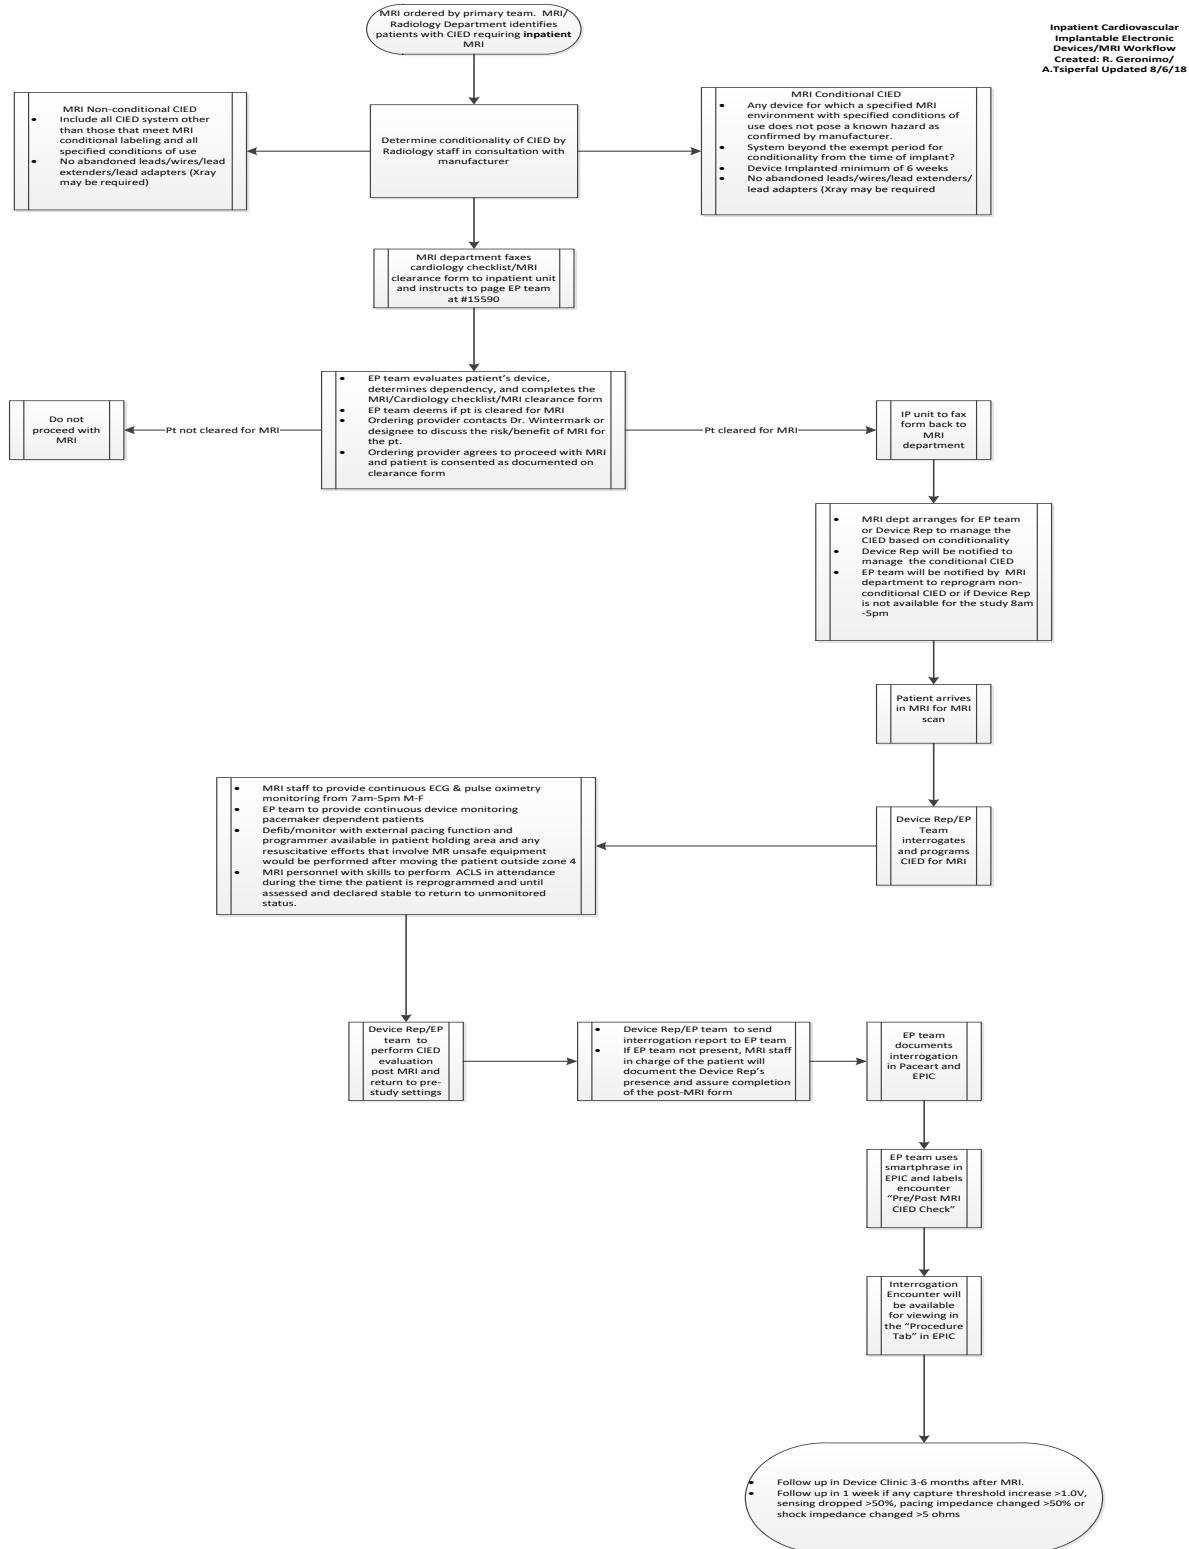 MRI ordered by primary team.  MRI/
Radiology Department identifies
patients with CIED requiring inpatient
MRI
Inpatient Cardiovascular
Implantable Electronic
Devices/MRI Workflow
Created: R. Geronimo/
A.Tsiperfal Updated 8/6/18
MRI Non-conditional CIED
• Include all CIED system other
than those that meet MRI
conditional labeling and all
specified conditions of use
• No abandoned leads/wires/lead
extenders/lead adapters (Xray
may be required)
Determine conditionality of CIED by
Radiology staff in consultation with
manufacturer
MRI Conditional CIED
• Any device for which a specified MRI
environment with specified conditions of
use does not pose a known hazard as
confirmed by manufacturer.
• System beyond the exempt period for
conditionality from the time of implant?
• Device Implanted minimum of 6 weeks
• No abandoned leads/wires/lead extenders/
lead adapters (Xray may be required
MRI department faxes
cardiology checklist/MRI
clearance form to inpatient unit
and instructs to page EP team
at #15590
Do not
proceed with
MRI
Pt not cleared for MRI
• EP team evaluates patient's device,
determines dependency, and completes the
MRI/Cardiology checklist/MRI clearance form
• EP team deems if pt is cleared for MRI
• Ordering provider contacts Dr. Wintermark or
designee to discuss the risk/benefit of MRI for
the pt.
• Ordering provider agrees to proceed with MRI
and patient is consented as documented on
clearance form
Pt cleared for MRI
IP unit to fax
form back to
MRI
department
• MRI dept arranges for EP team
or Device Rep to manage the
CIED based on conditionality
• Device Rep will be notified to
manage  the conditional CIED
• EP team will be notified by  MRI
department to reprogram non-
conditional CIED or if Device Rep
is not available for the study 8am
-5pm
Patient arrives
in MRI for MRI
scan
Device Rep/EP
Team
interrogates
and programs
CIED for MRI
• MRI staff to provide continuous ECG & pulse oximetry
monitoring from 7am-5pm M-F
• EP team to provide continuous device monitoring
pacemaker dependent patients
• Defib/monitor with external pacing function and
programmer available in patient holding area and any
resuscitative efforts that involve MR unsafe equipment
would be performed after moving the patient outside zone 4
• MRI personnel with skills to perform  ACLS in attendance
during the time the patient is reprogrammed and until
assessed and declared stable to return to unmonitored
status.
Device Rep/EP
team  to
perform CIED
evaluation
post MRI and
return to pre-
study settings
• Device Rep/EP team  to send
interrogation report to EP team
• If EP team not present, MRI staff
in charge of the patient will
document the Device Rep's
presence and assure completion
of the post-MRI form
EP team
documents
interrogation
in Paceart and
EPIC
EP team uses
smartphrase in
EPIC and labels
encounter
“Pre/Post MRI
CIED Check”
Interrogation
Encounter will
be available
for viewing in
the “Procedure
Tab” in EPIC
• Follow up in Device Clinic 3-6 months after MRI.
• Follow up in 1 week if any capture threshold increase >1.0V,
sensing dropped >50%, pacing impedance changed >50% or
shock impedance changed >5 ohms